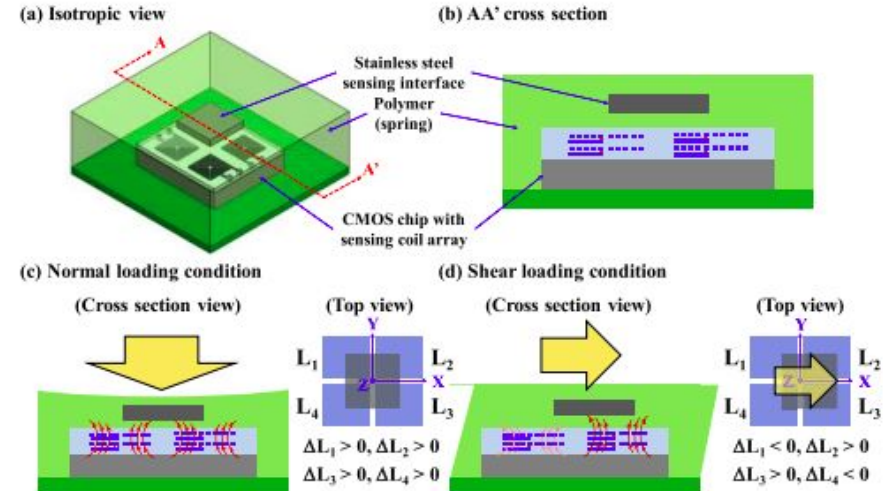 (a) Isotropic view
(b) AA’ cross section
A
A’
Stainless steel
sensing interface
Polymer
(spring)
CMOS chip with
sensing coil array
(c) Normal loading condition
(Cross section view)
(Top view)
Y
L1
L2
Z
X
L4
L3
ΔL1 > 0, ΔL2 > 0
ΔL3 > 0, ΔL4 > 0
(d) Shear loading condition
(Cross section view)
(Top view)
Y
L1
L2
Z
X
L4
L3
ΔL1 < 0, ΔL2 > 0
ΔL3 > 0, ΔL4 < 0